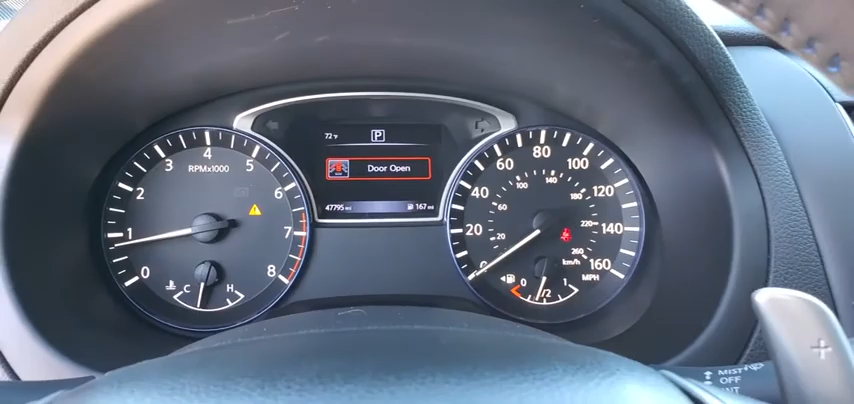 72°F P
Door Open
47795 mi 167 mi
0 1 2 3 4 5 6 7 8
RPMx1000
C H
0 20 40 60 80 100 120 140 160
MPH
20 60 100 140 180 220 260
km/h
0 1/2 1
+
MIST
OFF
INT